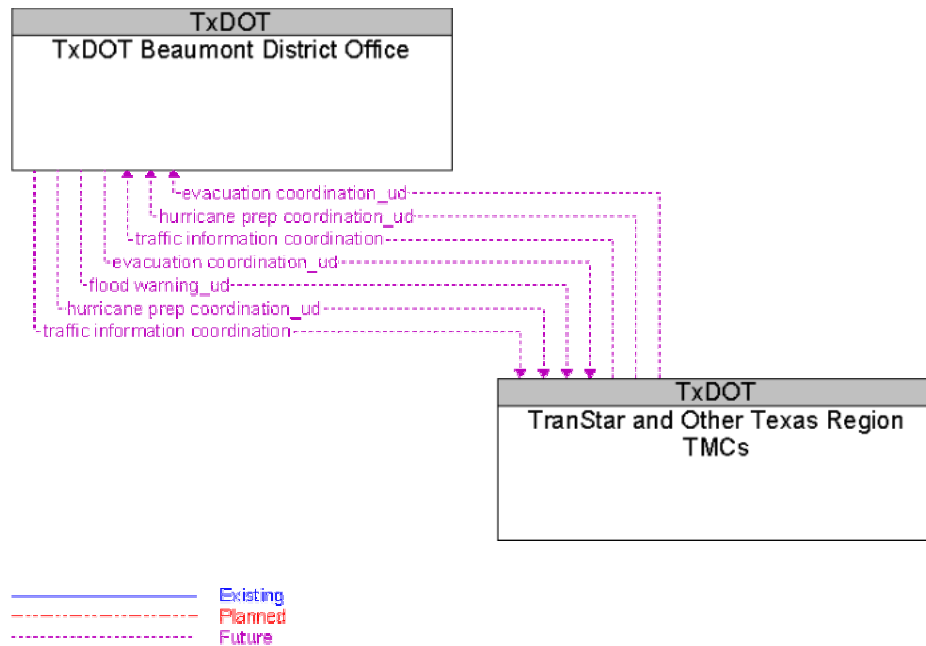 TxDOT
TxDOT Beaumont District Office
evacuation coordination_ud
hurricane prep coordination_ud
traffic information coordination
evacuation coordination_ud
flood warning_ud
hurricane prep coordination_ud
traffic information coordination
TxDOT
TranStar and Other Texas Region
TMCs
Existing
Planned
Future